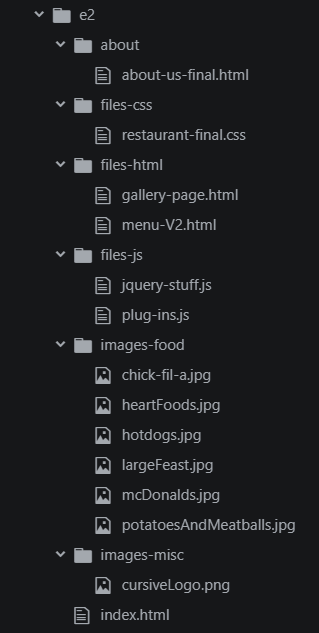 e2
about
about-us-final.html
files-css
restaurant-final.css
files-html
gallery-page.html
menu-V2.html
files-js
jquery-stuff.js
plug-ins.js
images-food
chick-fil-a.jpg
heartFoods.jpg
hotdogs.jpg
largeFeast.jpg
mcDonalds.jpg
potatoesAndMeatballs.jpg
images-misc
cursiveLogo.png
index.html